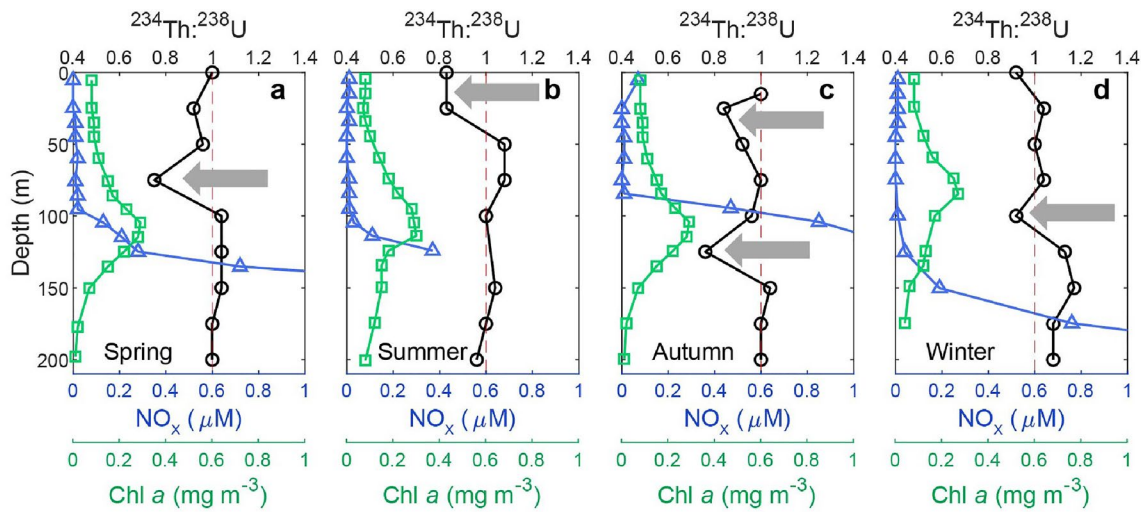 ²³⁴Th:²³⁸U
0.4 0.6 0.8 1 1.2 1.4
0
50
100
150
200
Depth (m)
a
Spring
0 0.2 0.4 0.6 0.8 1
NOₓ (μM)
0 0.2 0.4 0.6 0.8 1
Chl a (mg m⁻³)
²³⁴Th:²³⁸U
0.4 0.6 0.8 1 1.2 1.4
b
Summer
0 0.2 0.4 0.6 0.8 1
NOₓ (μM)
0 0.2 0.4 0.6 0.8 1
Chl a (mg m⁻³)
²³⁴Th:²³⁸U
0.4 0.6 0.8 1 1.2 1.4
c
Autumn
0 0.2 0.4 0.6 0.8 1
NOₓ (μM)
0 0.2 0.4 0.6 0.8 1
Chl a (mg m⁻³)
²³⁴Th:²³⁸U
0.4 0.6 0.8 1 1.2 1.4
d
Winter
0 0.2 0.4 0.6 0.8 1
NOₓ (μM)
0 0.2 0.4 0.6 0.8 1
Chl a (mg m⁻³)